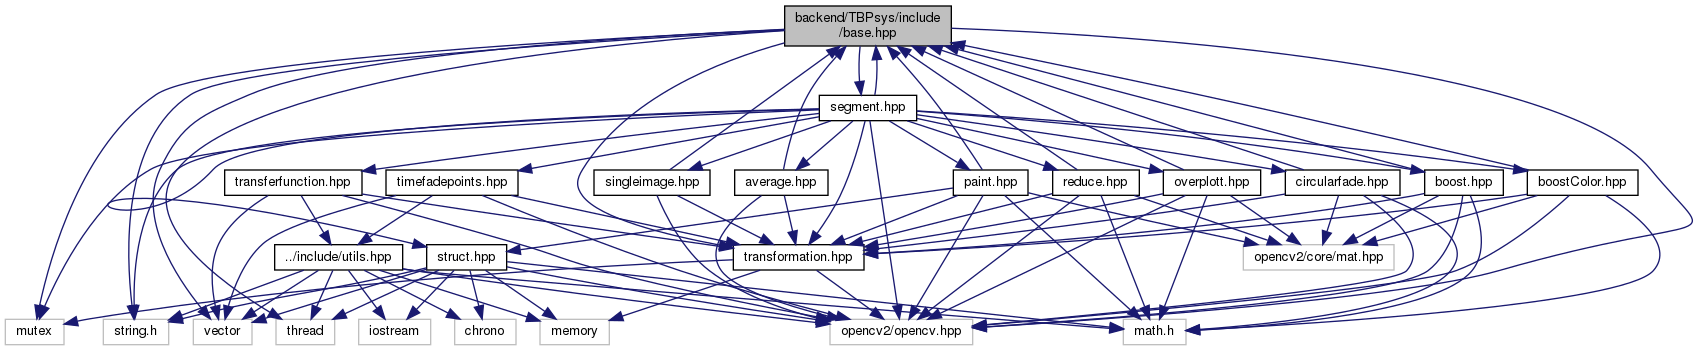 backend/TBPsys/include
/base.hpp
segment.hpp
transferfunction.hpp
timefadepoints.hpp
singleimage.hpp
average.hpp
paint.hpp
reduce.hpp
overplott.hpp
circularfade.hpp
boost.hpp
boostColor.hpp
../include/utils.hpp
struct.hpp
transformation.hpp
opencv2/core/mat.hpp
mutex
string.h
vector
thread
iostream
chrono
memory
opencv2/opencv.hpp
math.h